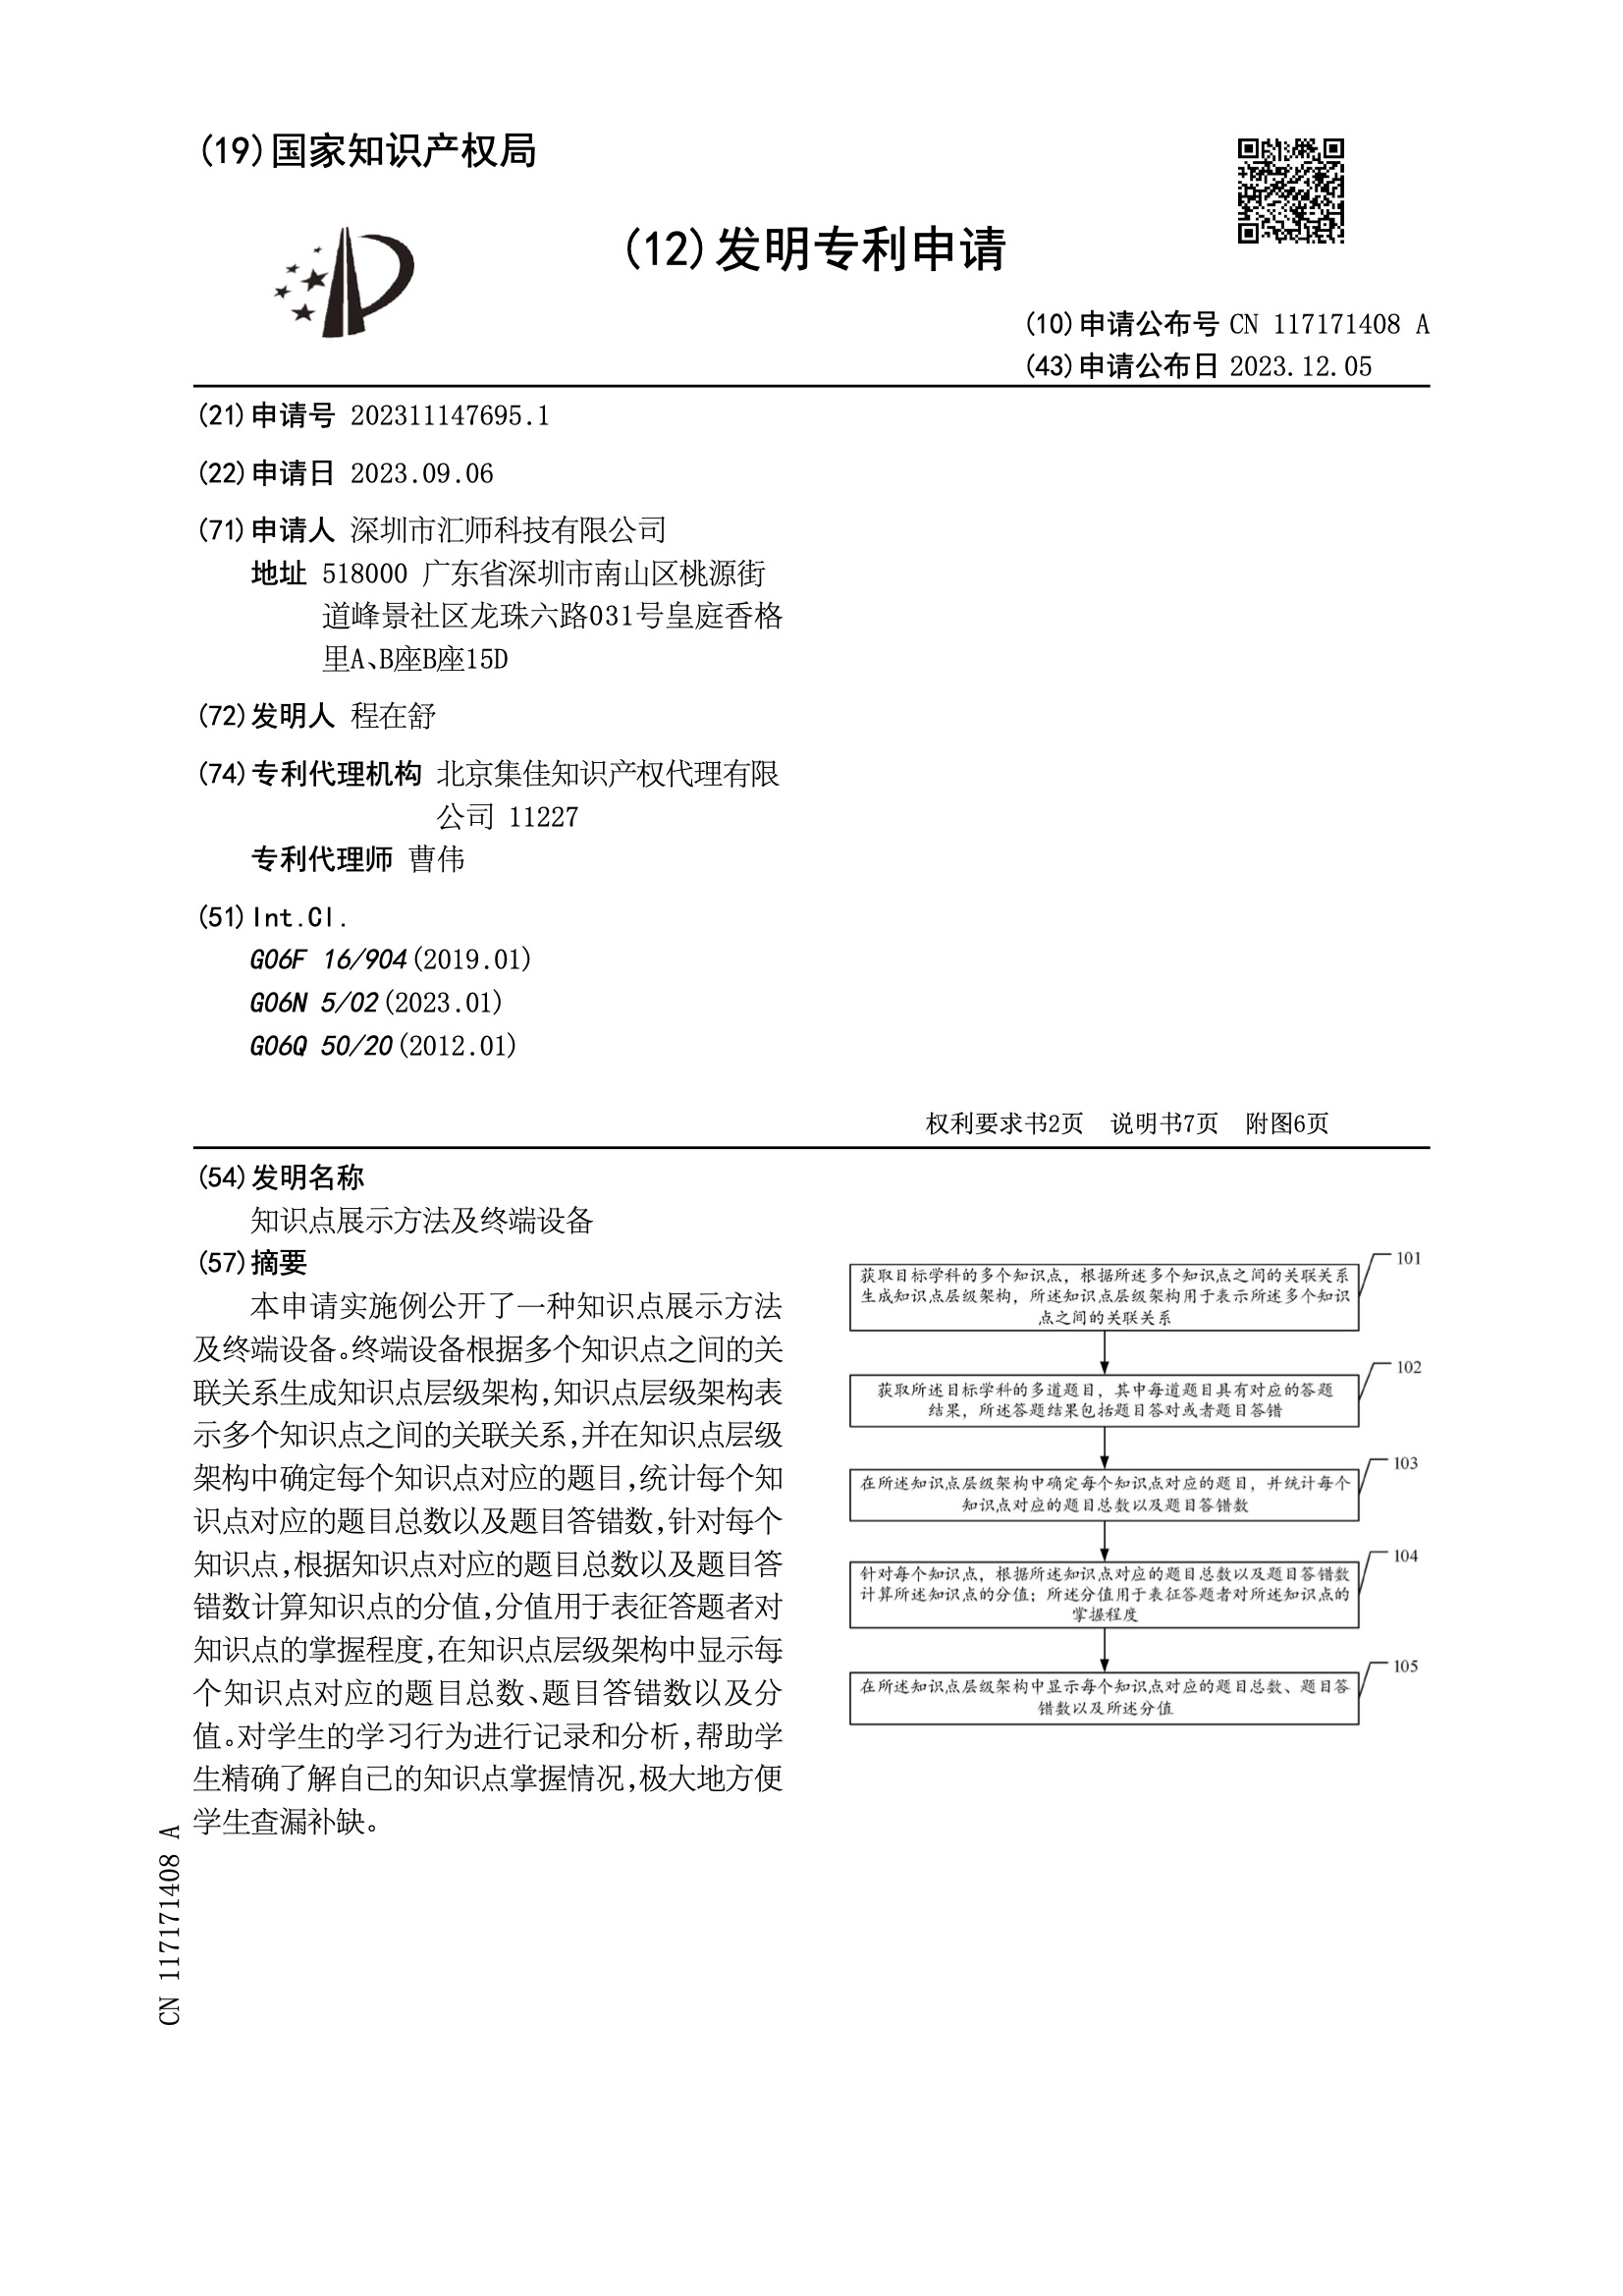 (19)国家知识产权局
(12)发明专利申请
(10)申请公布号 CN 117171408 A
(43)申请公布日 2023.12.05
(21)申请号 202311147695.1
(22)申请日 2023.09.06
(71)申请人 深圳市汇师科技有限公司
地址 518000 广东省深圳市南山区桃源街
道峰景社区龙珠六路031号皇庭香格
里A、B座B座15D
(72)发明人 程在舒
(74)专利代理机构 北京集佳知识产权代理有限
公司 11227
专利代理师 曹伟
(51)Int.Cl.
G06F 16/904(2019.01)
G06N 5/02(2023.01)
G06Q 50/20(2012.01)
权利要求书2页 说明书7页 附图6页
(54)发明名称
知识点展示方法及终端设备
(57)摘要
本申请实施例公开了一种知识点展示方法
及终端设备。终端设备根据多个知识点之间的关
联关系生成知识点层级架构,知识点层级架构表
示多个知识点之间的关联关系,并在知识点层级
架构中确定每个知识点对应的题目,统计每个知
识点对应的题目总数以及题目答错数,针对每个
知识点,根据知识点对应的题目总数以及题目答
错数计算知识点的分值,分值用于表征答题者对
知识点的掌握程度,在知识点层级架构中显示每
个知识点对应的题目总数、题目答错数以及分
值。对学生的学习行为进行记录和分析,帮助学
生精确了解自己的知识点掌握情况,极大地方便
学生查漏补缺。
101
获取目标学科的多个知识点，根据所述多个知识点之间的关联关系
生成知识点层级架构，所述知识点层级架构用于表示所述多个知识
点之间的关联关系
102
获取所述目标学科的多道题目，其中每道题目具有对应的答题
结果，所述答题结果包括题目答对或者题目答错
103
在所述知识点层级架构中确定每个知识点对应的题目，并统计每个
知识点对应的题目总数以及题目答错数
104
针对每个知识点，根据所述知识点对应的题目总数以及题目答错数
计算所述知识点的分值；所述分值用于表征答题者对所述知识点的
掌握程度
105
在所述知识点层级架构中显示每个知识点对应的题目总数、题目答
错数以及所述分值
CN 117171408 A